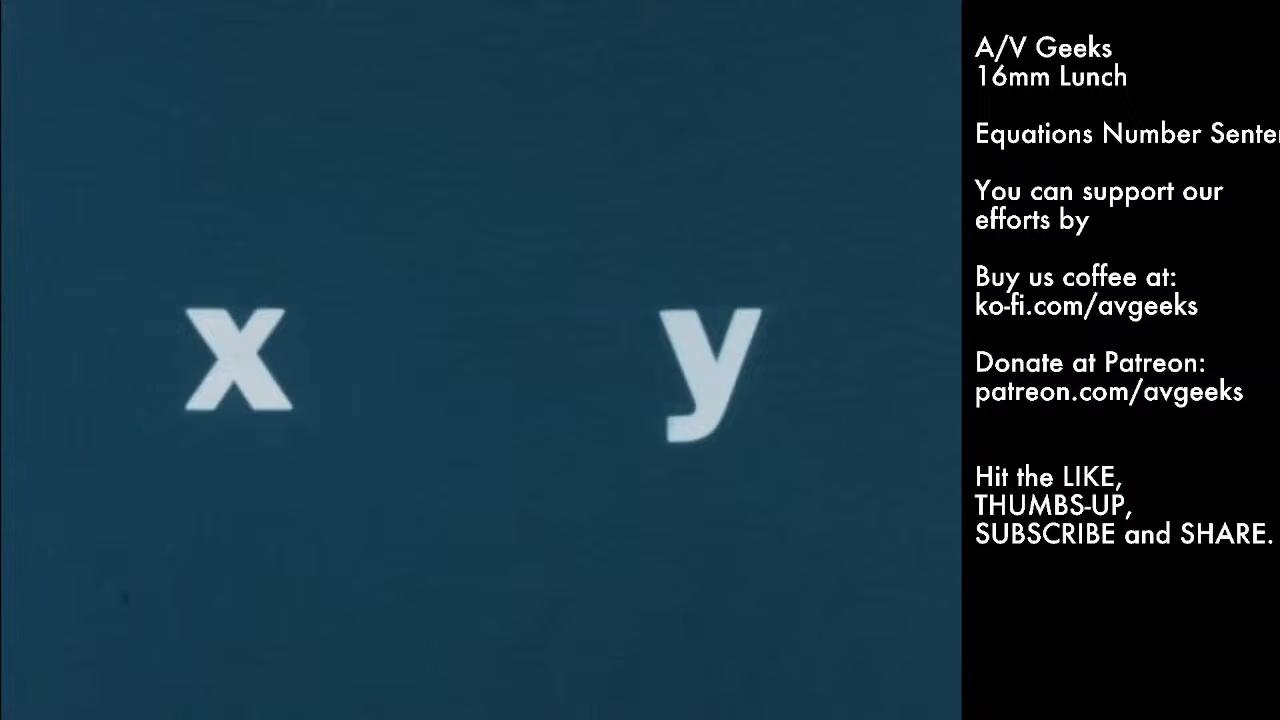 x y
A/V Geeks
16mm Lunch
Equations Number
You can support our
efforts by
Buy us coffee at:
ko-fi.com/avgeeks
Donate at Patreon:
patreon.com/avgeeks
Hit the LIKE,
THUMBS-UP,
SUBSCRIBE and SHARE.